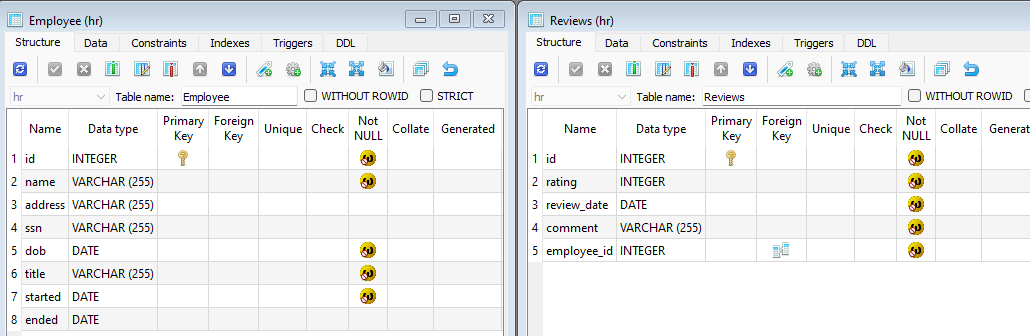 Employee (hr)
Structure Data Constraints Indexes Triggers DDL
hr Table name: Employee WITHOUT ROWID STRICT
Name Data type Primary Key Foreign Key Unique Check Not NULL Collate Generated
1 id INTEGER
2 name VARCHAR (255)
3 address VARCHAR (255)
4 ssn VARCHAR (255)
5 dob DATE
6 title VARCHAR (255)
7 started DATE
8 ended DATE
Reviews (hr)
Structure Data Constraints Indexes Triggers DDL
hr Table name: Reviews WITHOUT ROWID
Name Data type Primary Key Foreign Key Unique Check Not NULL Collate Generat
1 id INTEGER
2 rating INTEGER
3 review_date DATE
4 comment VARCHAR (255)
5 employee_id INTEGER